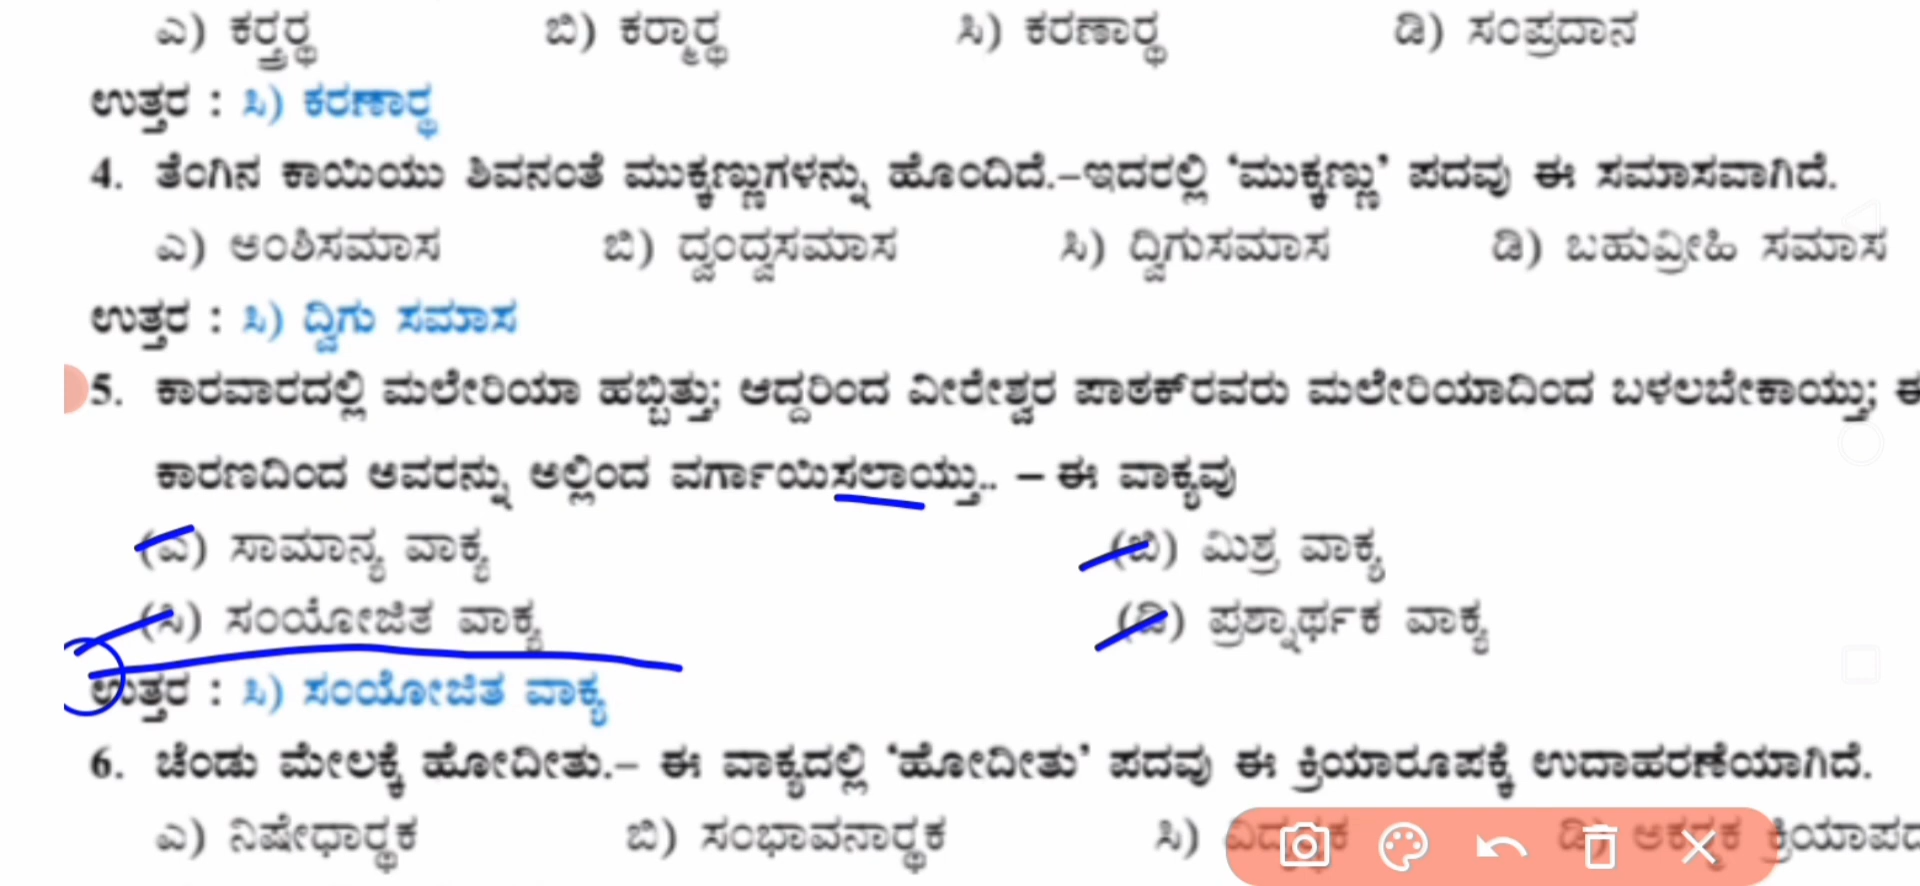 ಎ) ಕರ‍್ತ್ರರ‍್ಥ ಬಿ) ಕರ‍್ಮಾರ‍್ಥ ಸಿ) ಕರಣಾರ‍್ಥ ಡಿ) ಸಂಪ್ರದಾನ
ಉತ್ತರ : ಸಿ) ಕರಣಾರ‍್ಥ
4. ತೆಂಗಿನ ಕಾಯಿಯು ಶಿವನಂತೆ ಮುಕ್ಕಣ್ಣುಗಳನ್ನು ಹೊಂದಿದೆ.–ಇದರಲ್ಲಿ 'ಮುಕ್ಕಣ್ಣು' ಪದವು ಈ ಸಮಾಸವಾಗಿದೆ.
ಎ) ಅಂಶಿಸಮಾಸ ಬಿ) ದ್ವಂದ್ವಸಮಾಸ ಸಿ) ದ್ವಿಗುಸಮಾಸ ಡಿ) ಬಹುವ್ರೀಹಿ ಸಮಾಸ
ಉತ್ತರ : ಸಿ) ದ್ವಿಗು ಸಮಾಸ
5. ಕಾರವಾರದಲ್ಲಿ ಮಲೇರಿಯಾ ಹಬ್ಬಿತ್ತು; ಆದ್ದರಿಂದ ವೀರೇಶ್ವರ ಪಾಠಕ್‌ರವರು ಮಲೇರಿಯಾದಿಂದ ಬಳಲಬೇಕಾಯ್ತು; ಈ
ಕಾರಣದಿಂದ ಅವರನ್ನು ಅಲ್ಲಿಂದ ವರ್ಗಾಯಿಸಲಾಯ್ತು.. – ಈ ವಾಕ್ಯವು
(ಎ) ಸಾಮಾನ್ಯ ವಾಕ್ಯ (ಬಿ) ಮಿಶ್ರ ವಾಕ್ಯ
(ಸಿ) ಸಂಯೋಜಿತ ವಾಕ್ಯ (ಡಿ) ಪ್ರಶ್ನಾರ್ಥಕ ವಾಕ್ಯ
ಉತ್ತರ : ಸಿ) ಸಂಯೋಜಿತ ವಾಕ್ಯ
6. ಚೆಂಡು ಮೇಲಕ್ಕೆ ಹೋದೀತು.– ಈ ವಾಕ್ಯದಲ್ಲಿ 'ಹೋದೀತು' ಪದವು ಈ ಕ್ರಿಯಾರೂಪಕ್ಕೆ ಉದಾಹರಣೆಯಾಗಿದೆ.
ಎ) ನಿಷೇಧಾರ‍್ಥಕ ಬಿ) ಸಂಭಾವನಾರ‍್ಥಕ ಸಿ) ಡಿ) ಅಕರ‍್ಮಕ